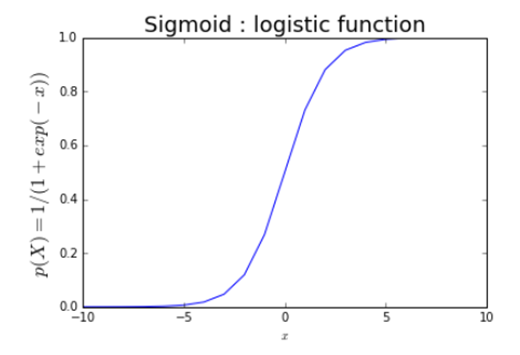 Sigmoid : logistic function
p(X) = 1/(1 + exp( − x))
1.0
0.8
0.6
0.4
0.2
0.0
−10 −5 0 5 10
x